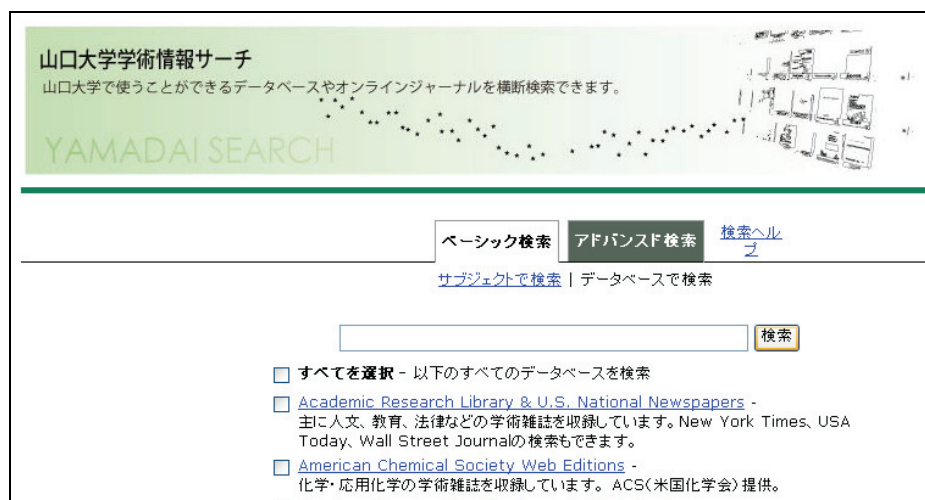 山口大学学術情報サーチ
山口大学で使うことができるデータベースやオンラインジャーナルを横断検索できます。
YAMADAI SEARCH
ベーシック検索 アドバンスド検索 検索ヘル
プ
サブジェクトで検索 | データベースで検索
検索
すべてを選択 - 以下のすべてのデータベースを検索
Academic Research Library & U.S. National Newspapers -
主に人文、教育、法律などの学術雑誌を収録しています。New York Times、USA
Today、Wall Street Journalの検索もできます。
American Chemical Society Web Editions -
化学・応用化学の学術雑誌を収録しています。ACS(米国化学会)提供。